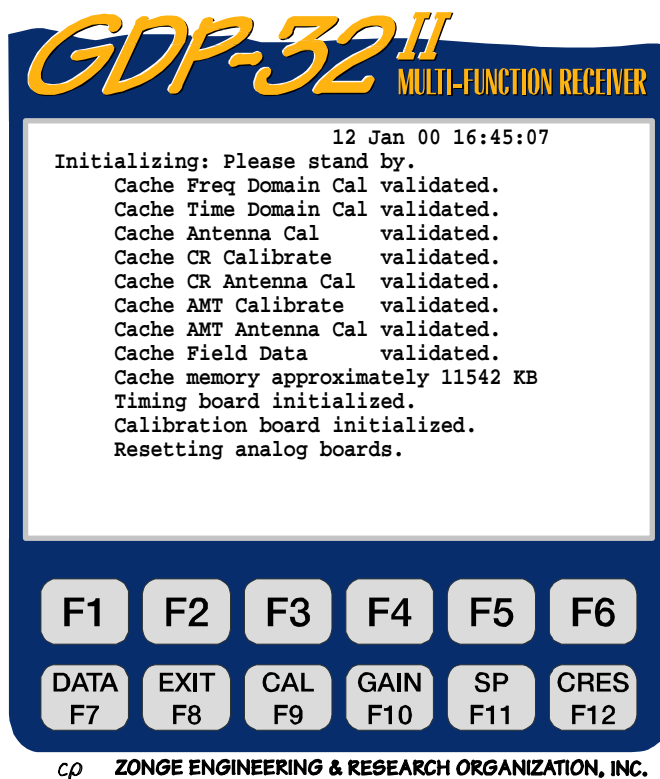 GDP-32 II
MULTI-FUNCTION RECEIVER
12 Jan 00 16:45:07
Initializing: Please stand by.
Cache Freq Domain Cal validated.
Cache Time Domain Cal validated.
Cache Antenna Cal validated.
Cache CR Calibrate validated.
Cache CR Antenna Cal validated.
Cache AMT Calibrate validated.
Cache AMT Antenna Cal validated.
Cache Field Data validated.
Cache memory approximately 11542 KB
Timing board initialized.
Calibration board initialized.
Resetting analog boards.
F1 F2 F3 F4 F5 F6
DATA EXIT CAL GAIN SP CRES
F7 F8 F9 F10 F11 F12
cρ ZONGE ENGINEERING & RESEARCH ORGANIZATION, INC.